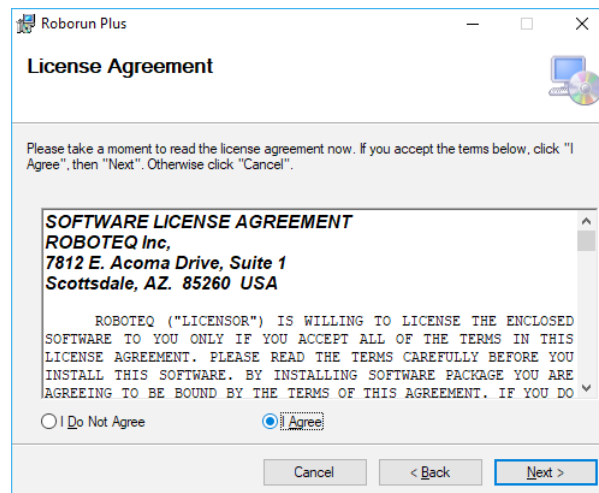 Roborun Plus
License Agreement
Please take a moment to read the license agreement now. If you accept the terms below, click "I
Agree", then "Next". Otherwise click "Cancel".
SOFTWARE LICENSE AGREEMENT
ROBOTEQ Inc,
7812 E. Acoma Drive, Suite 1
Scottsdale, AZ. 85260 USA
ROBOTEQ ("LICENSOR") IS WILLING TO LICENSE THE ENCLOSED
SOFTWARE TO YOU ONLY IF YOU ACCEPT ALL OF THE TERMS IN THIS
LICENSE AGREEMENT. PLEASE READ THE TERMS CAREFULLY BEFORE YOU
INSTALL THIS SOFTWARE. BY INSTALLING SOFTWARE PACKAGE YOU ARE
AGREEING TO BE BOUND BY THE TERMS OF THIS AGREEMENT. IF YOU DO
I Do Not Agree I Agree
Cancel < Back Next >